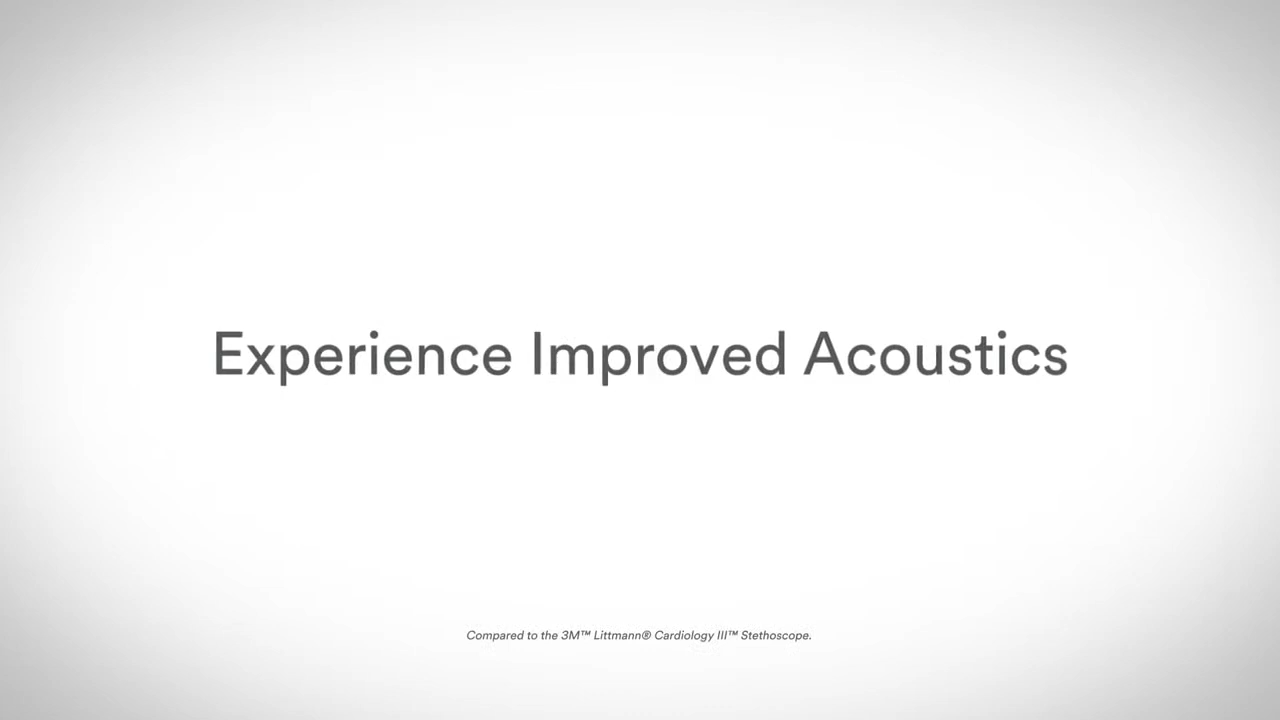 Experience Improved Acoustics
Compared to the 3M™ Littmann® Cardiology III™ Stethoscope.